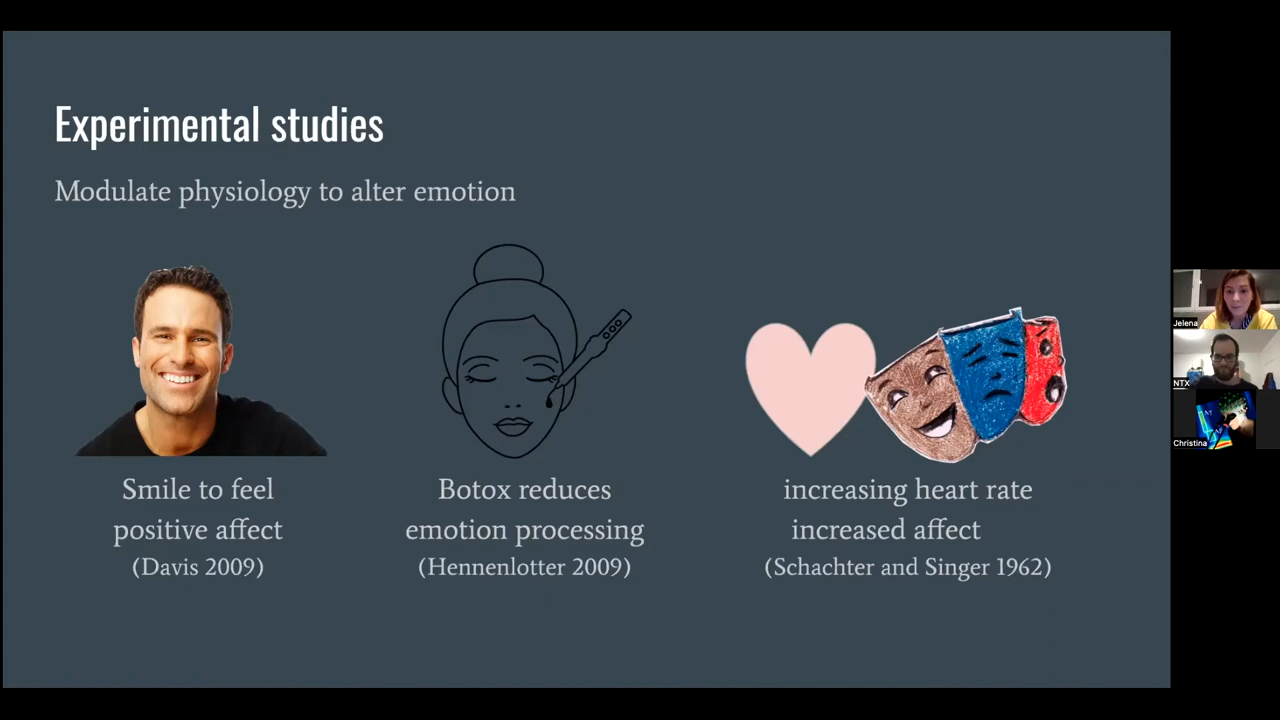 Experimental studies
Modulate physiology to alter emotion
Smile to feel
positive affect
(Davis 2009)
Botox reduces
emotion processing
(Hennenlotter 2009)
increasing heart rate
increased affect
(Schachter and Singer 1962)
Jelena
NTX
Christina